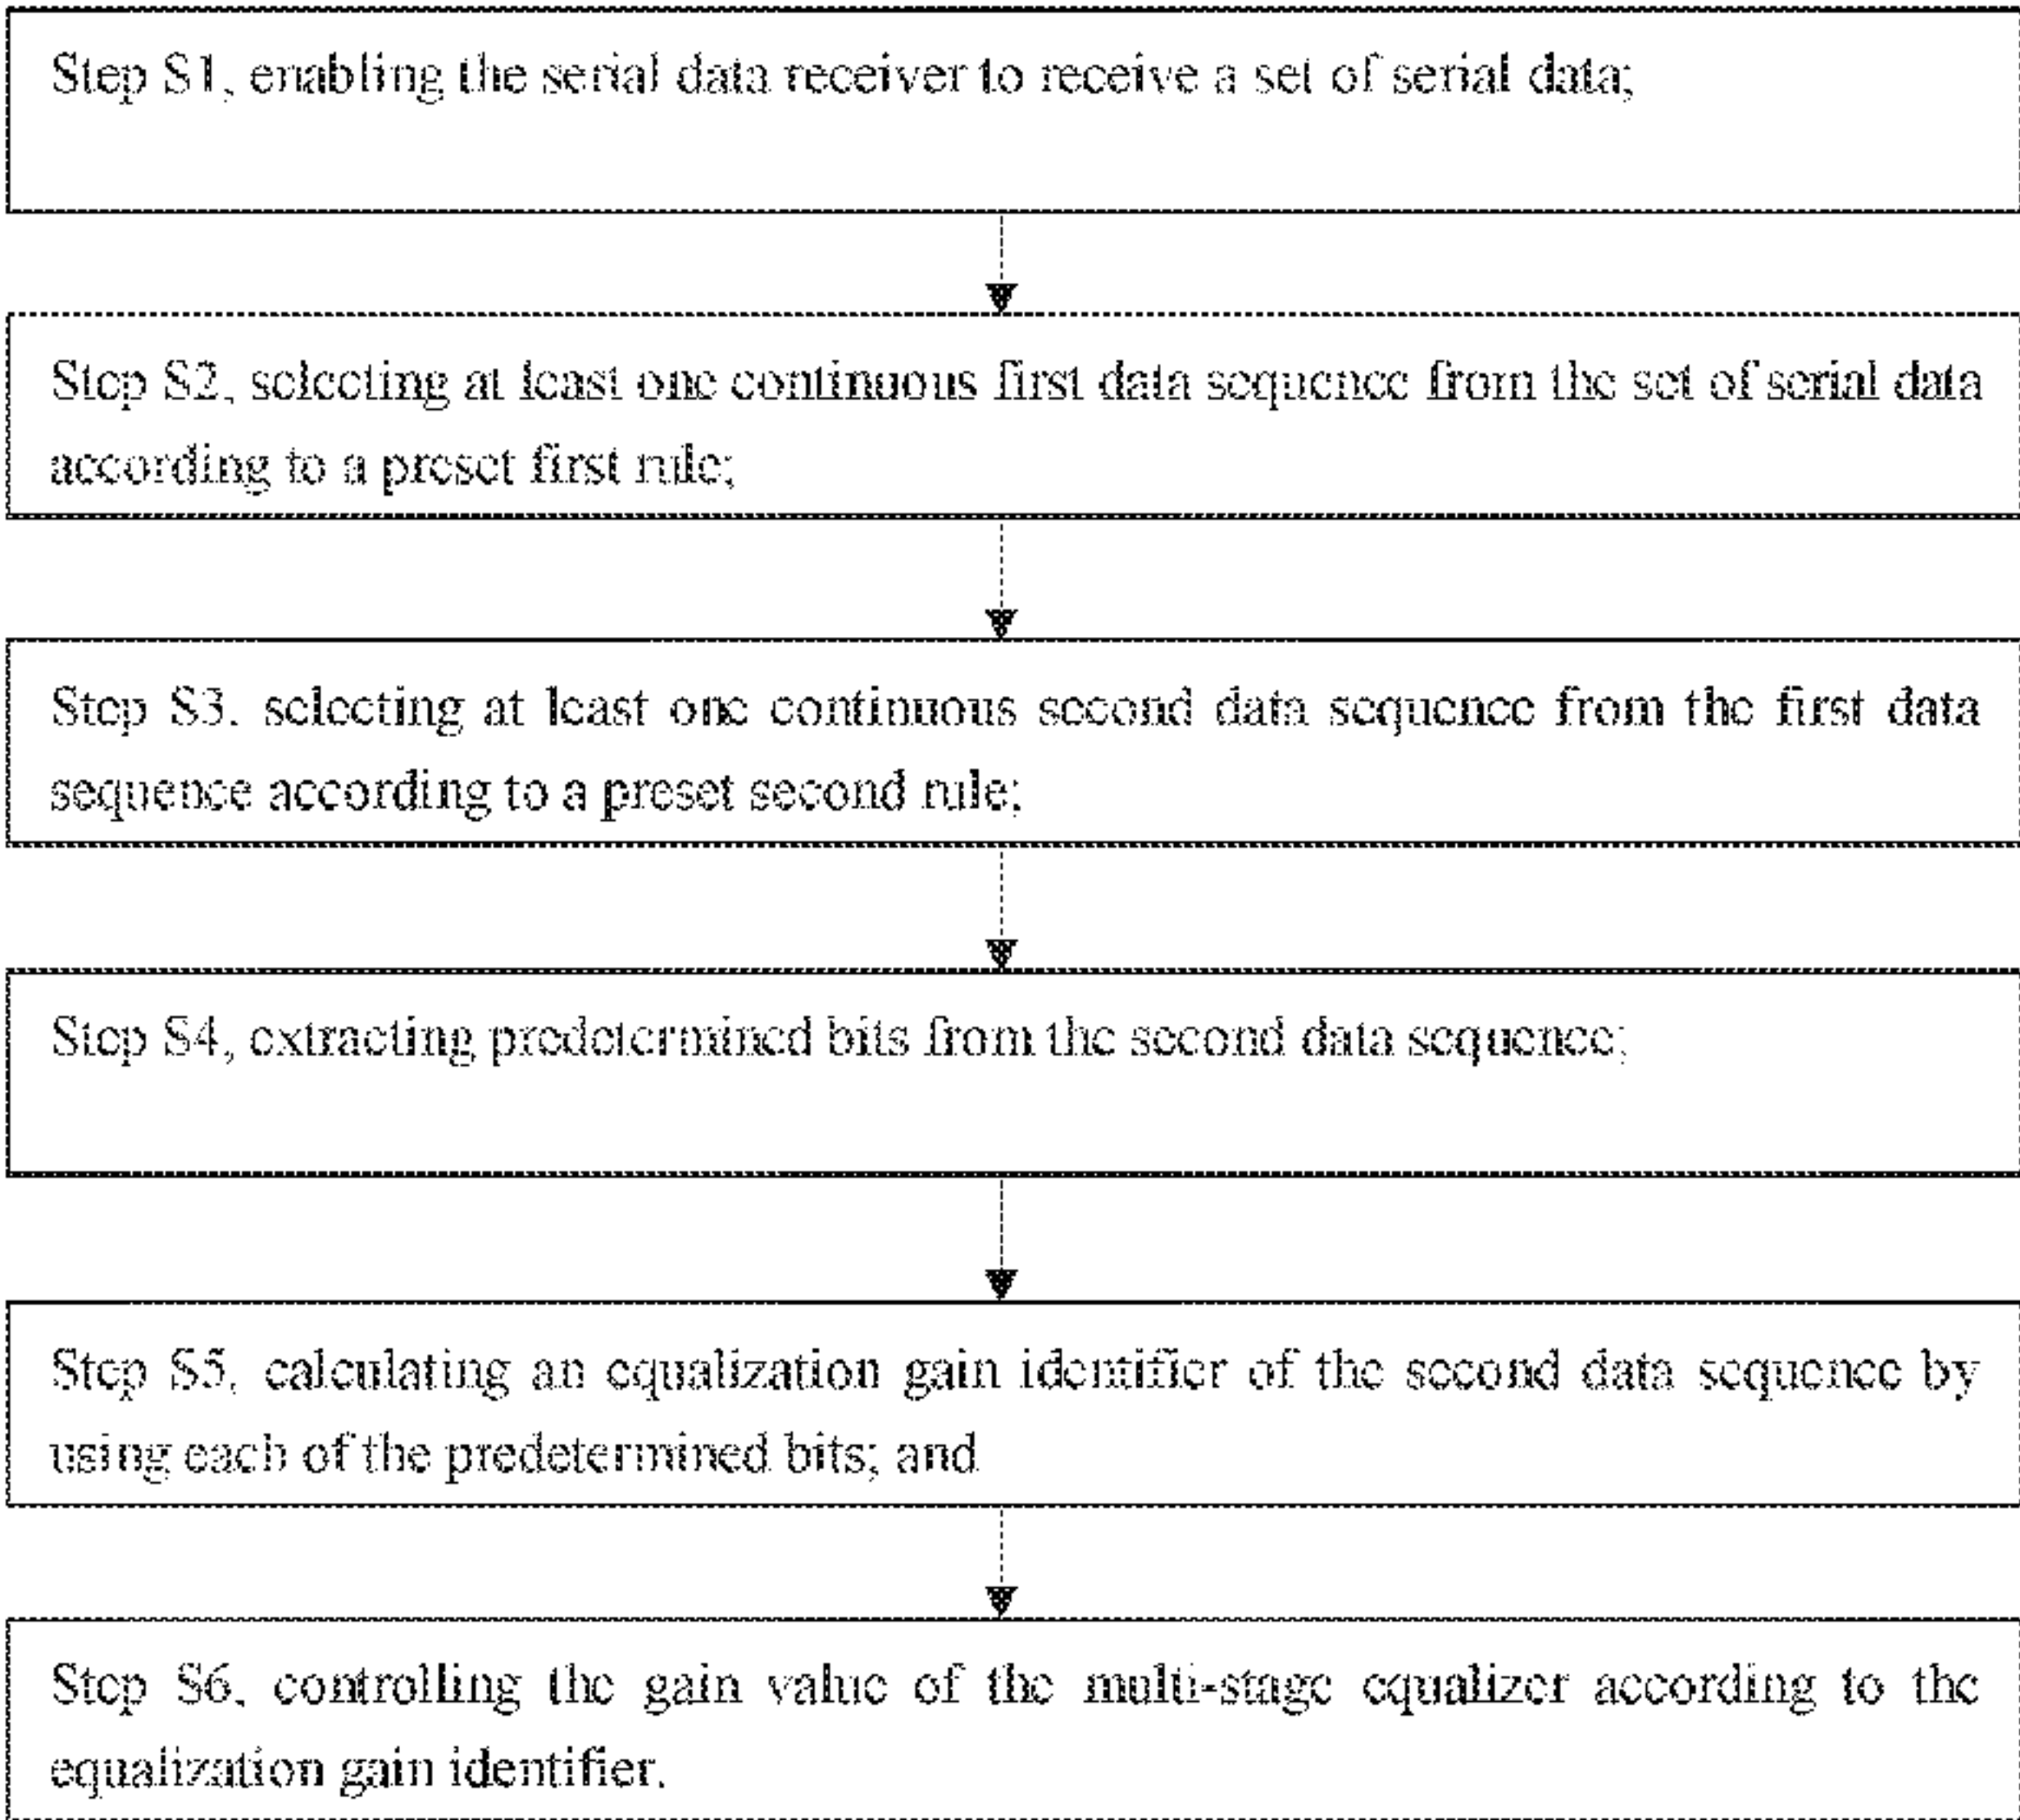 Step S1, enabling the serial data receiver to receive a set of serial data;
Step S2, selecting at least one continuous first data sequence from the set of serial data
according to a preset first rule;
Step S3, selecting at least one continuous second data sequence from the first data
sequence according to a preset second rule;
Step S4, extracting predetermined bits from the second data sequence;
Step S5, calculating an equalization gain identifier of the second data sequence by
using each of the predetermined bits; and
Step S6, controlling the gain value of the multi-stage equalizer according to the
equalization gain identifier.